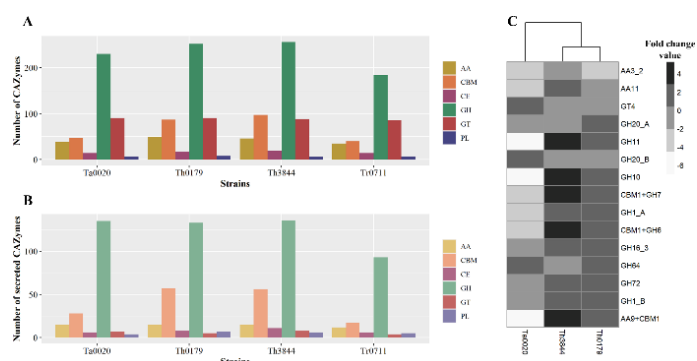 A
Number of CAZymes
200
100
0
Ta0020
Th0179
Th3844
Tr0711
Strains
AA
CBM
CE
GH
GT
PL
B
Number of secreted CAZymes
100
50
0
Ta0020
Th0179
Th3844
Tr0711
Strains
AA
CBM
CE
GH
GT
PL
C
Fold change
value
4
2
0
-2
-4
-6
AA3_2
AA11
GT4
GH20_A
GH11
GH20_B
GH10
CBM1+GH7
GH1_A
CBM1+GH6
GH16_3
GH64
GH72
GH1_B
AA9+CBM1
Ta0020
Th3844
Th0179